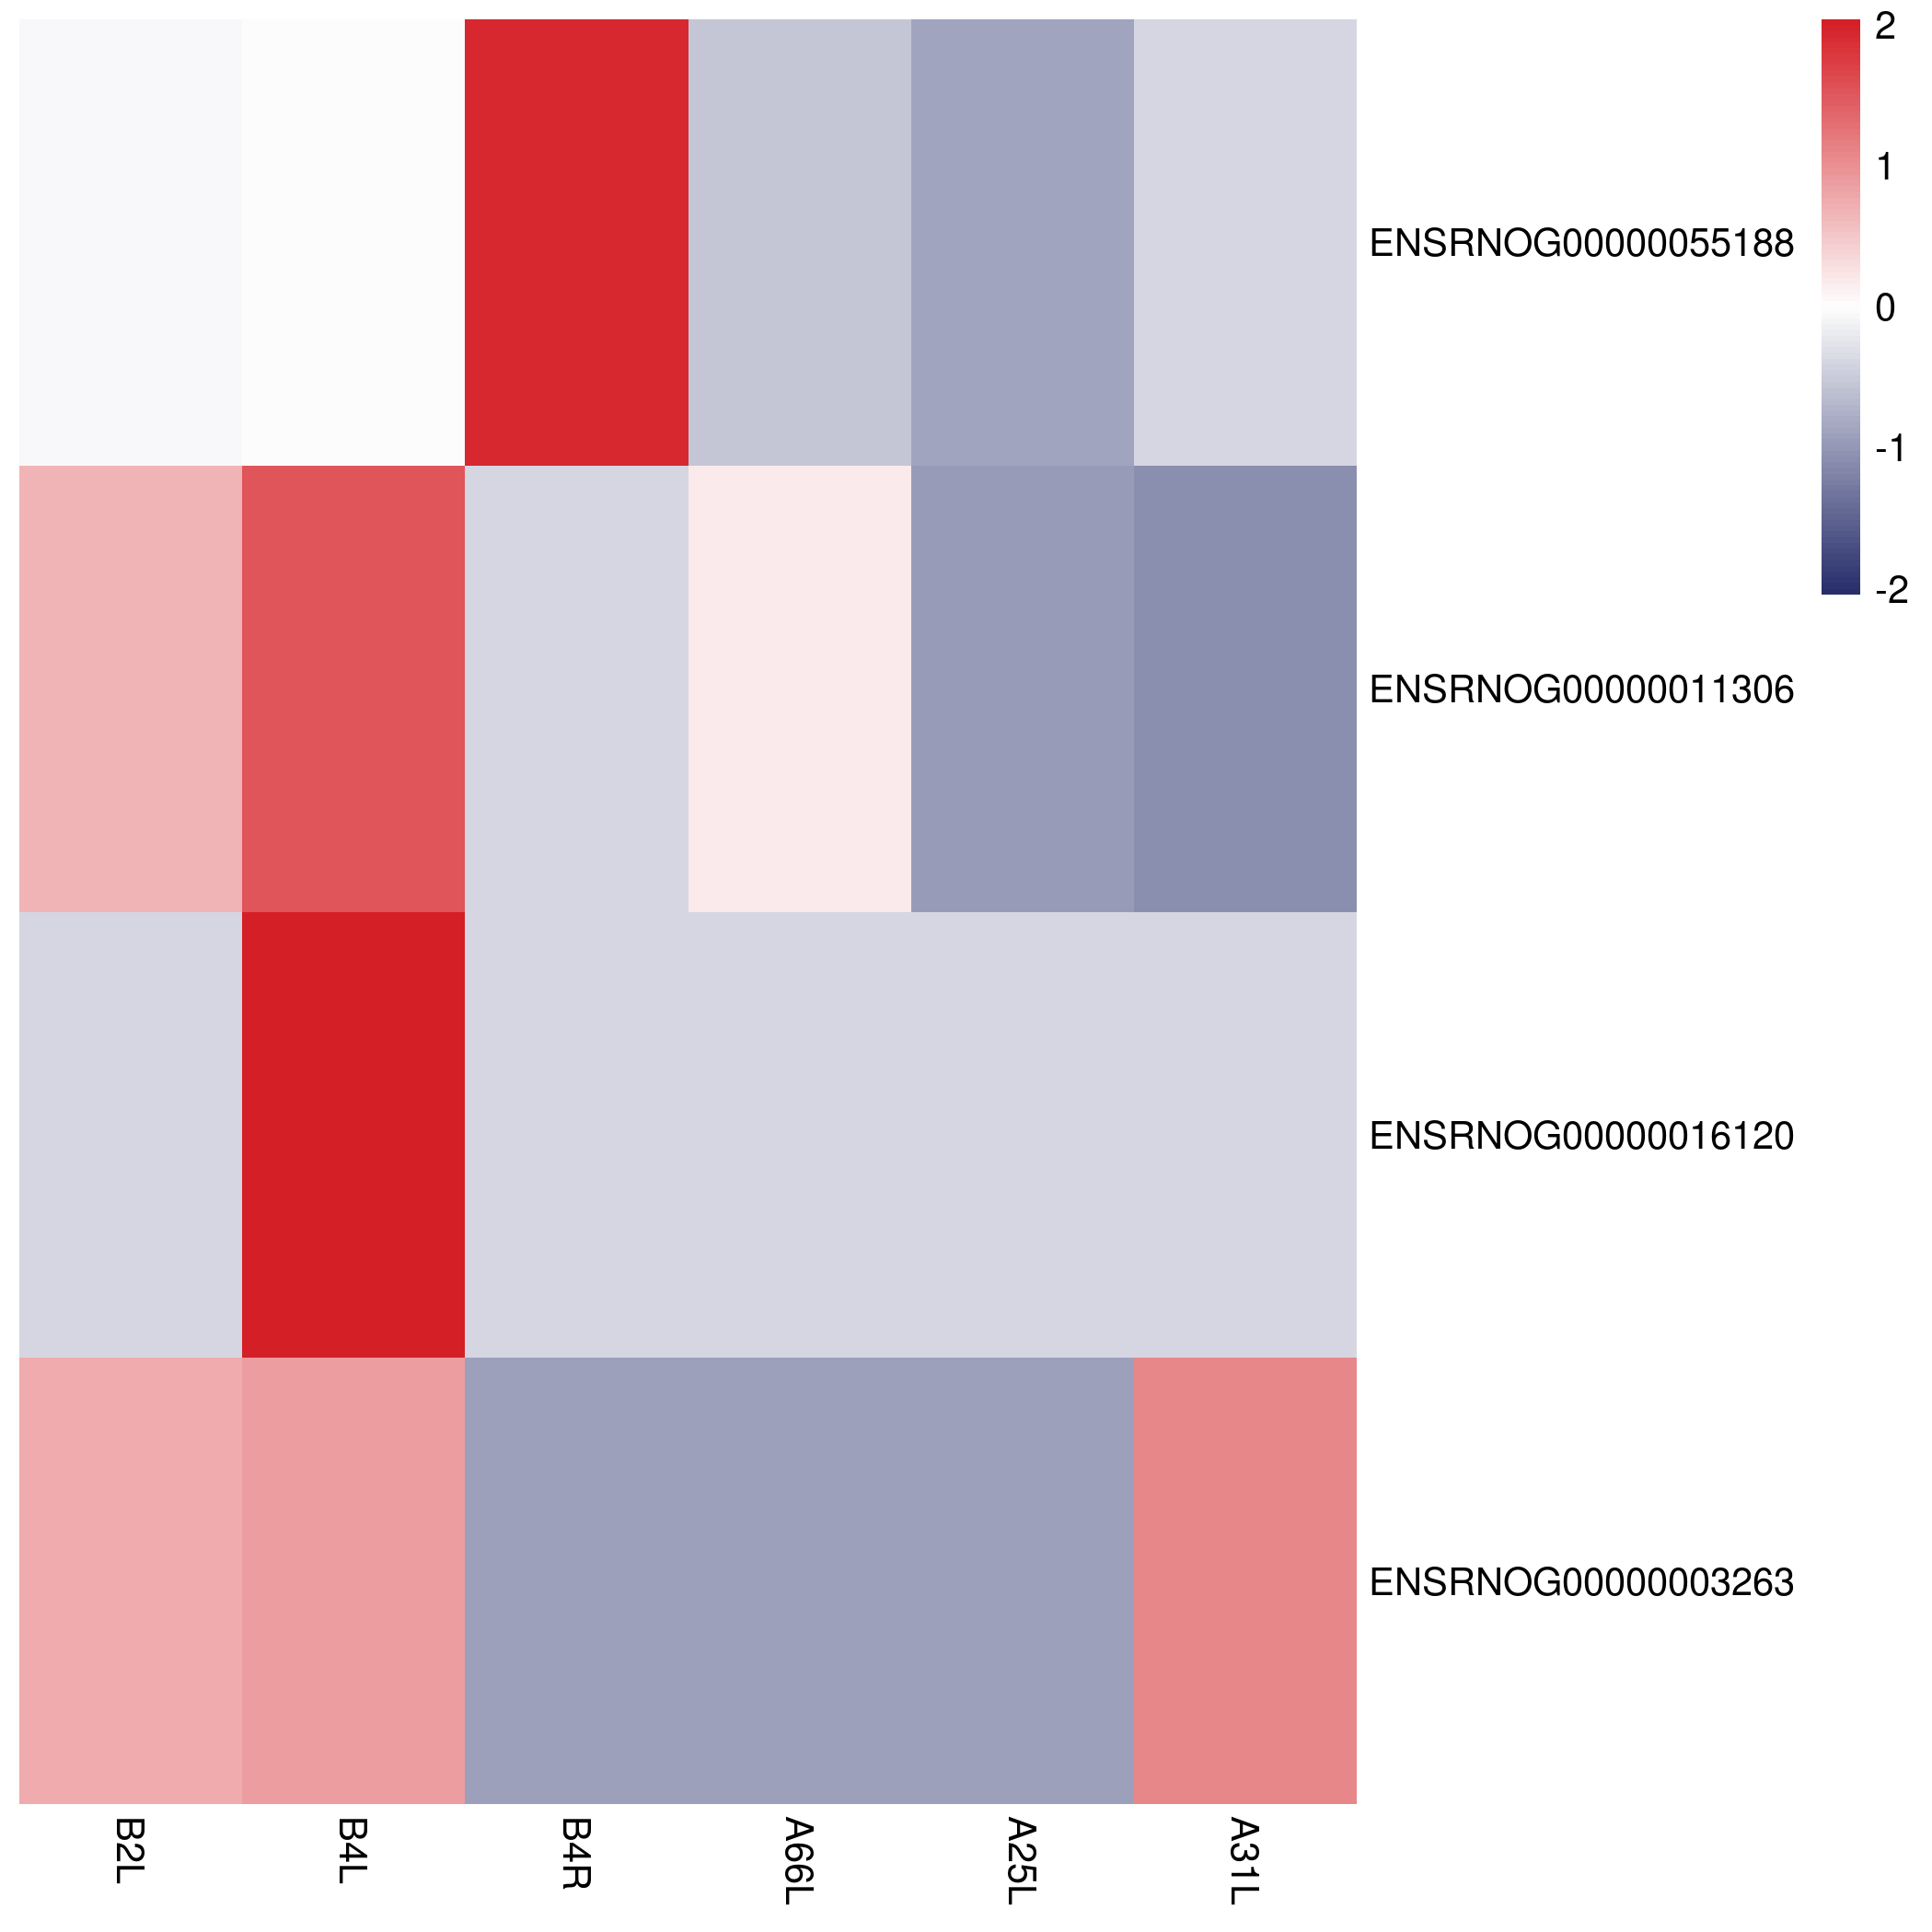 2
1
0
-1
-2
ENSRNOG00000055188
ENSRNOG00000011306
ENSRNOG00000016120
ENSRNOG00000003263
B2L
B4L
B4R
A66L
A25L
A31L